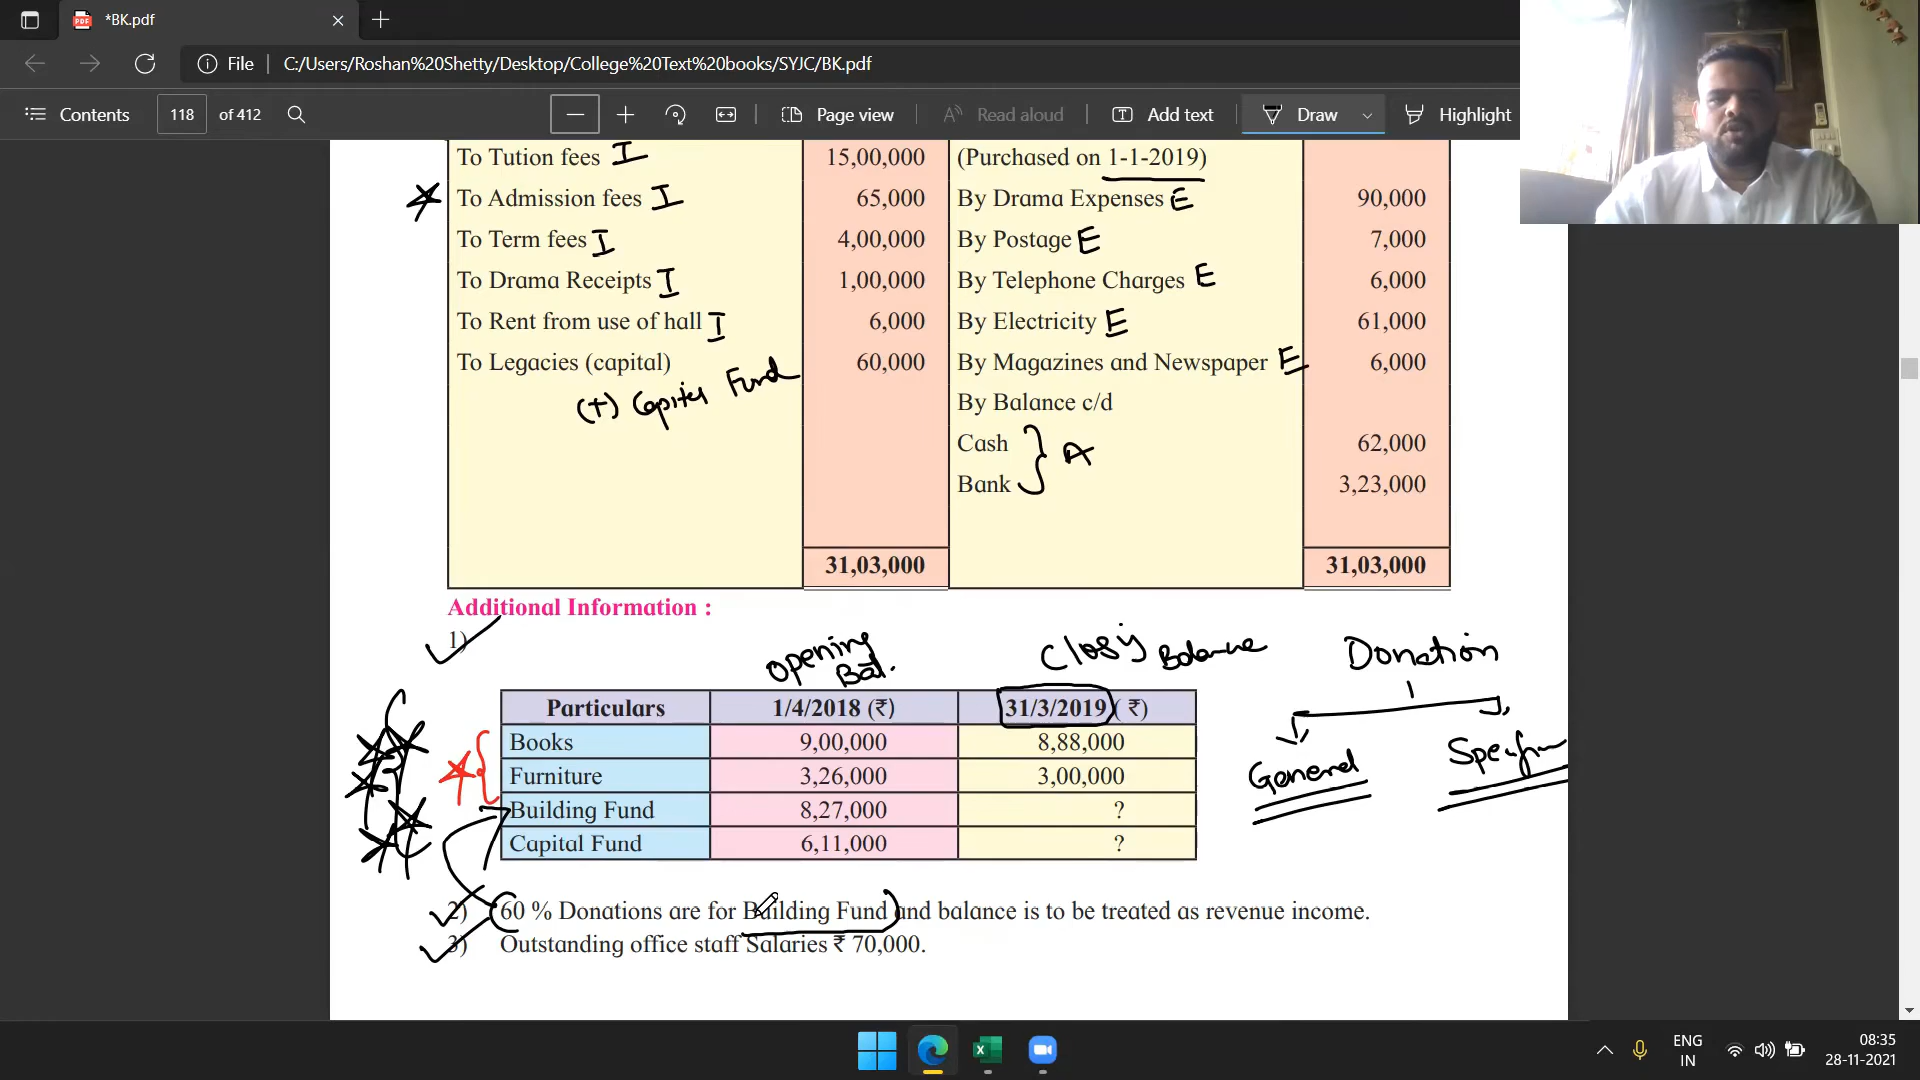 *BK.pdf
File C:/Users/Roshan%20Shetty/Desktop/College%20Text%20books/SYJC/BK.pdf
Contents 118 of 412 Page view Read aloud Add text Draw Highlight
To Tution fees I 15,00,000 (Purchased on 1-1-2019)
To Admission fees I 65,000 By Drama Expenses E 90,000
To Term fees I 4,00,000 By Postage E 7,000
To Drama Receipts I 1,00,000 By Telephone Charges E 6,000
To Rent from use of hall I 6,000 By Electricity E 61,000
To Legacies (capital) 60,000 By Magazines and Newspaper E 6,000
(+) Capital Fund By Balance c/d
Cash 62,000
A
Bank 3,23,000
31,03,000 31,03,000
Additional Information :
1)
Opening Bal. Closing Balance Donation
Particulars 1/4/2018 (₹) 31/3/2019 ( ₹)
Books 9,00,000 8,88,000
General
Furniture 3,26,000 3,00,000
Building Fund 8,27,000 ?
Capital Fund 6,11,000 ?
2) 60 % Donations are for Building Fund and balance is to be treated as revenue income.
3) Outstanding office staff Salaries ₹ 70,000.
ENG
IN
08:35
28-11-2021